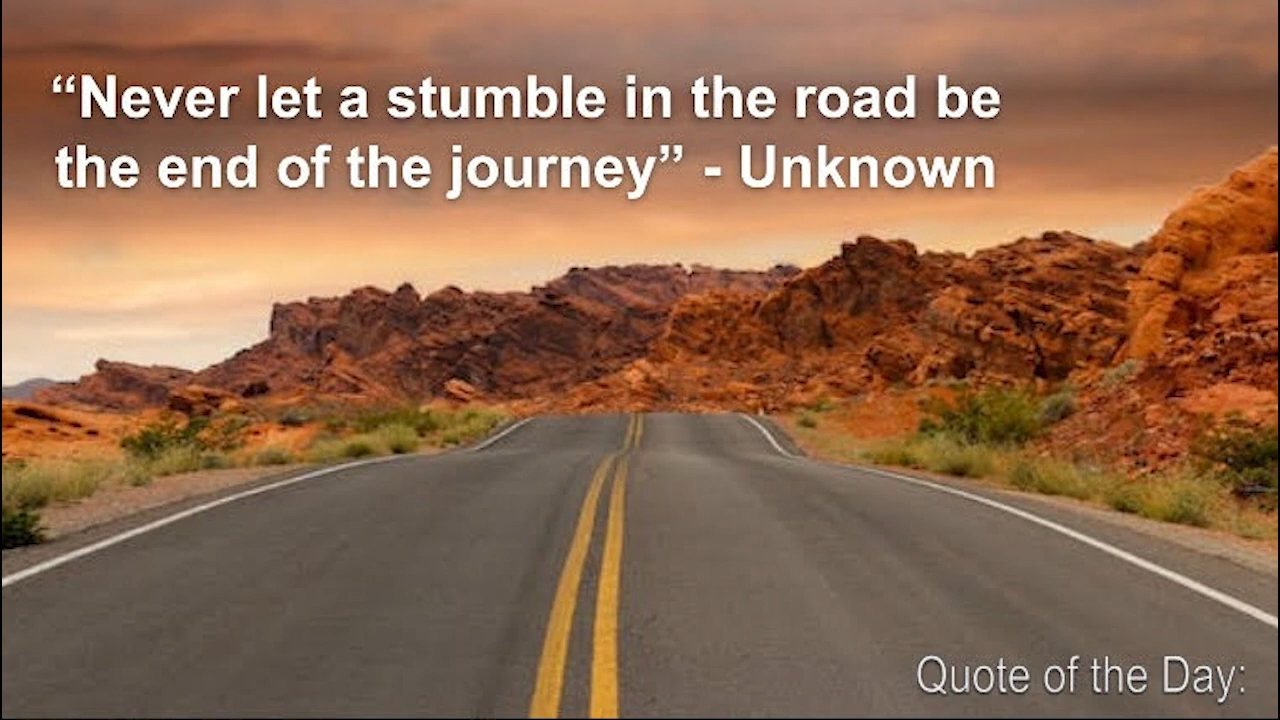 “Never let a stumble in the road be
the end of the journey” - Unknown
Quote of the Day: